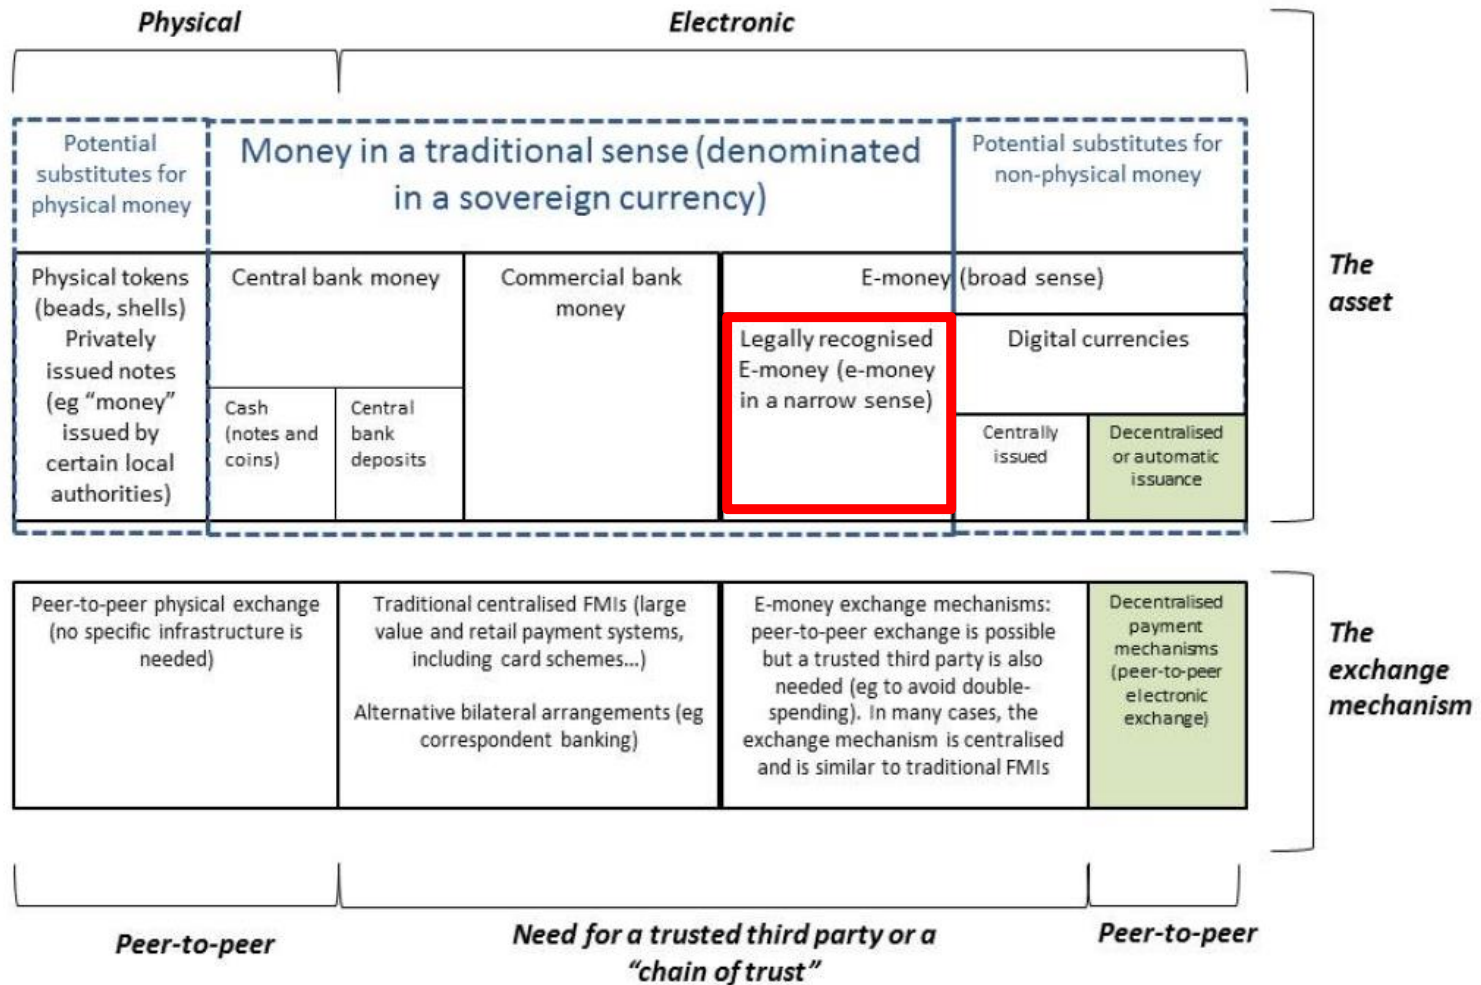 Physical
Electronic
Potential
substitutes for
physical money
Money in a traditional sense (denominated
in a sovereign currency)
Potential substitutes for
non-physical money
Physical tokens
(beads, shells)
Privately
issued notes
(eg “money”
issued by
certain local
authorities)
Central bank money
Cash
(notes and
coins)
Central
bank
deposits
Commercial bank
money
E-money (broad sense)
Legally recognised
E-money (e-money
in a narrow sense)
Digital currencies
Centrally
issued
Decentralised
or automatic
issuance
The
asset
Peer-to-peer physical exchange
(no specific infrastructure is
needed)
Traditional centralised FMIs (large
value and retail payment systems,
including card schemes...)
Alternative bilateral arrangements (eg
correspondent banking)
E-money exchange mechanisms:
peer-to-peer exchange is possible
but a trusted third party is also
needed (eg to avoid double-
spending). In many cases, the
exchange mechanism is centralised
and is similar to traditional FMIs
Decentralised
payment
mechanisms
(peer-to-peer
electronic
exchange)
The
exchange
mechanism
Peer-to-peer
Need for a trusted third party or a
“chain of trust”
Peer-to-peer